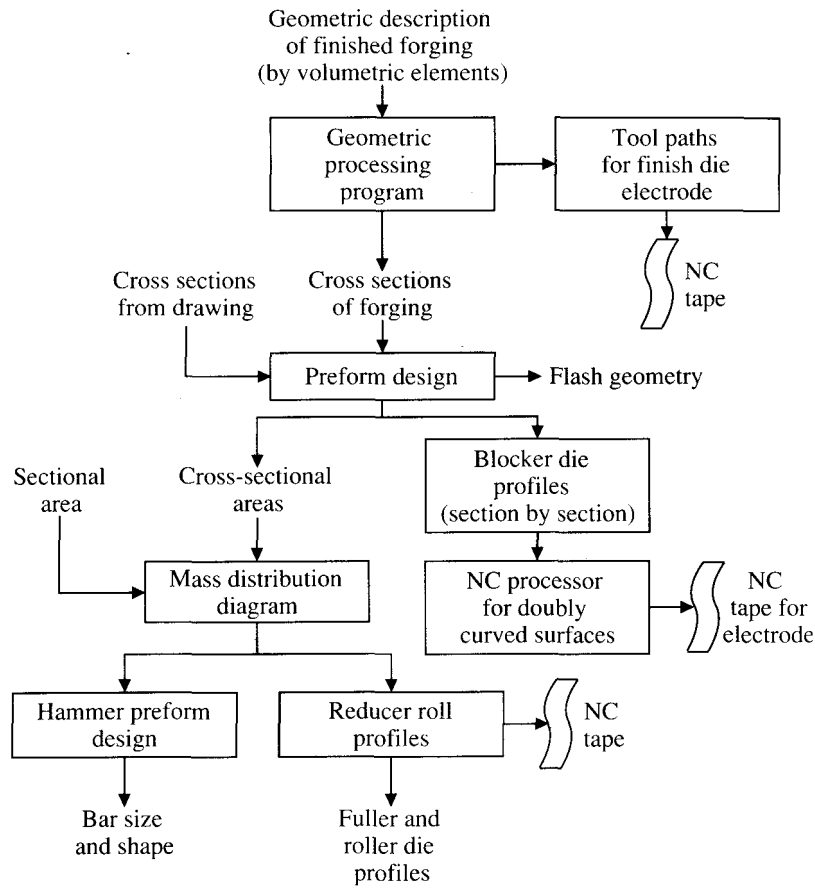 Geometric description
of finished forging
(by volumetric elements)
Geometric
processing
program
Tool paths
for finish die
electrode
NC
tape
Cross sections
from drawing
Cross sections
of forging
Preform design
Flash geometry
Sectional
area
Cross-sectional
areas
Blocker die
profiles
(section by section)
Mass distribution
diagram
NC processor
for doubly
curved surfaces
NC
tape for
electrode
Hammer preform
design
Reducer roll
profiles
NC
tape
Bar size
and shape
Fuller and
roller die
profiles